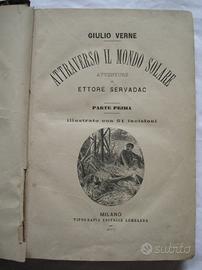 GIULIO VERNE
ATTRAVERSO IL MONDO SOLARE
AVVENTURE
DI
ETTORE SERVADAC
PARTE PRIMA
illustrate con 51 incisioni
MILANO
TIPOGRAFIA EDITRICE LOMBARDA
subito